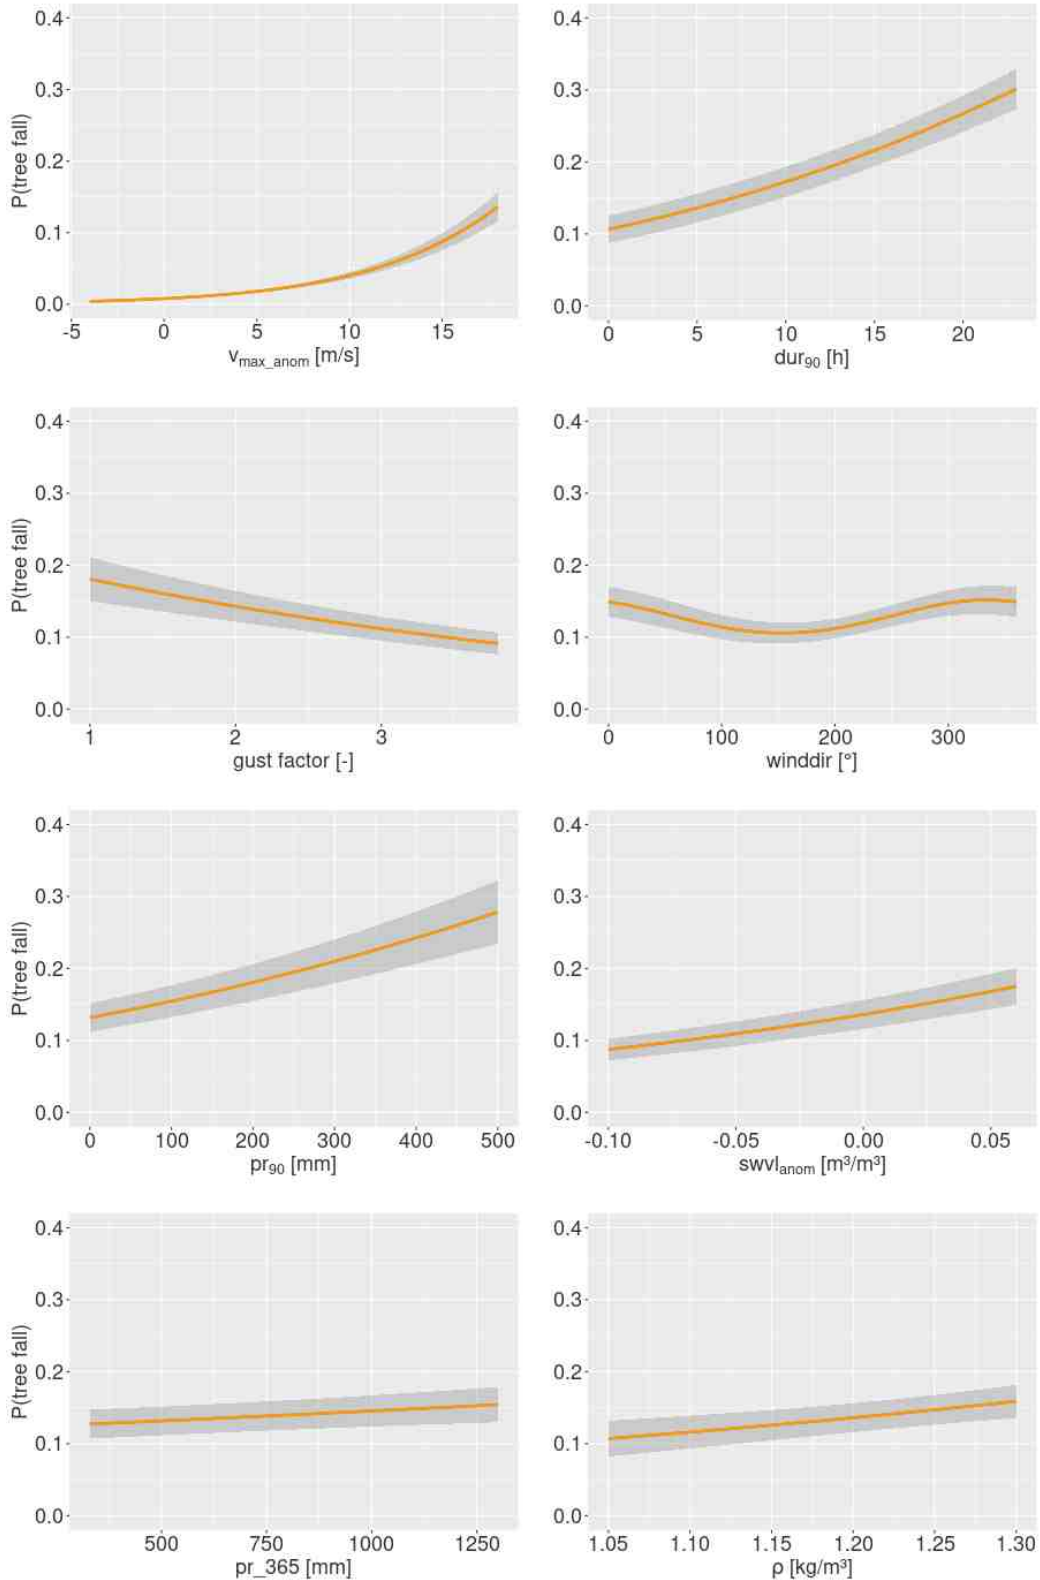 0.4
0.3
0.2
0.1
0.0
P(tree fall)
-5 0 5 10 15
vmax_anom [m/s]
0.4
0.3
0.2
0.1
0.0
0 5 10 15 20
dur90 [h]
0.4
0.3
0.2
0.1
0.0
P(tree fall)
1 2 3
gust factor [-]
0.4
0.3
0.2
0.1
0.0
0 100 200 300
winddir [°]
0.4
0.3
0.2
0.1
0.0
P(tree fall)
0 100 200 300 400 500
pr90 [mm]
0.4
0.3
0.2
0.1
0.0
-0.10 -0.05 0.00 0.05
swvlanom [m³/m³]
0.4
0.3
0.2
0.1
0.0
P(tree fall)
500 750 1000 1250
pr_365 [mm]
0.4
0.3
0.2
0.1
0.0
1.05 1.10 1.15 1.20 1.25 1.30
ρ [kg/m³]